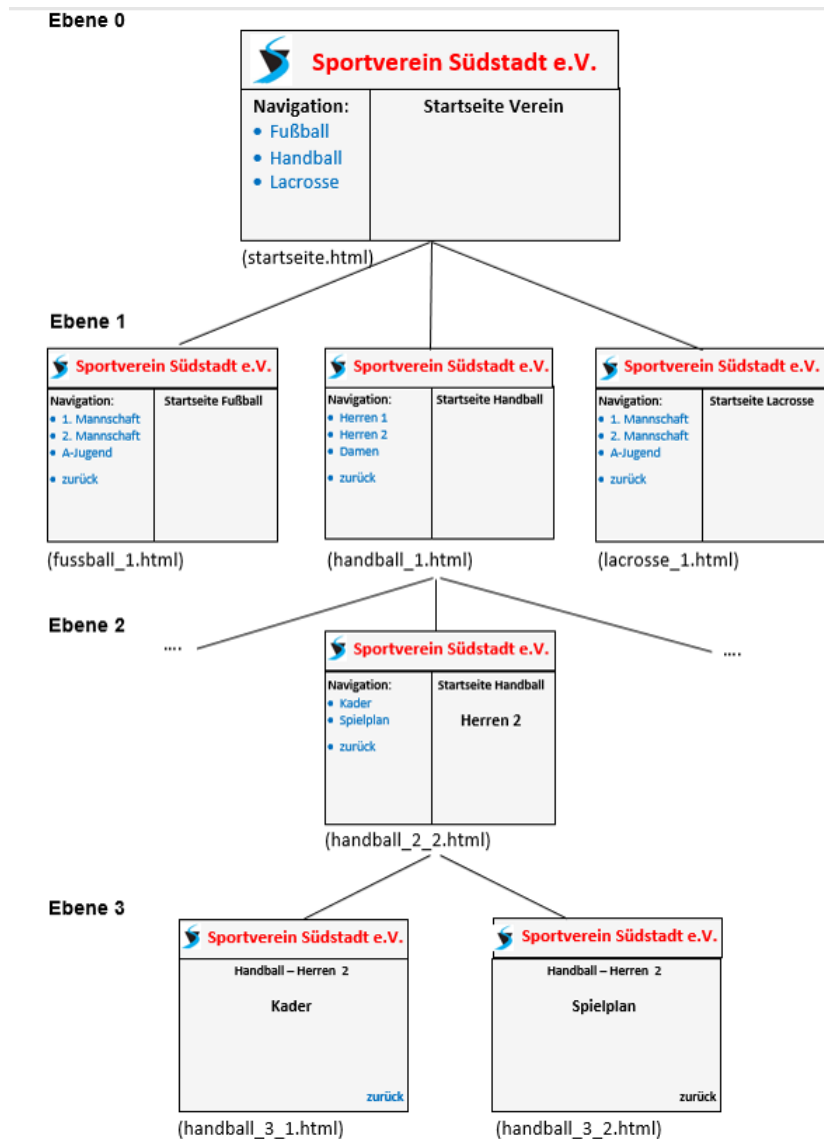 Ebene 0
Sportverein Südstadt e.V.
Navigation:
• Fußball
• Handball
• Lacrosse
Startseite Verein
(startseite.html)
Ebene 1
Sportverein Südstadt e.V.
Navigation:
• 1. Mannschaft
• 2. Mannschaft
• A-Jugend
• zurück
Startseite Fußball
(fussball_1.html)
Sportverein Südstadt e.V.
Navigation:
• Herren 1
• Herren 2
• Damen
• zurück
Startseite Handball
(handball_1.html)
Sportverein Südstadt e.V.
Navigation:
• 1. Mannschaft
• 2. Mannschaft
• A-Jugend
• zurück
Startseite Lacrosse
(lacrosse_1.html)
Ebene 2
....
....
Sportverein Südstadt e.V.
Navigation:
• Kader
• Spielplan
• zurück
Startseite Handball
Herren 2
(handball_2_2.html)
Ebene 3
Sportverein Südstadt e.V.
Handball – Herren 2
Kader
zurück
(handball_3_1.html)
Sportverein Südstadt e.V.
Handball – Herren 2
Spielplan
zurück
(handball_3_2.html)